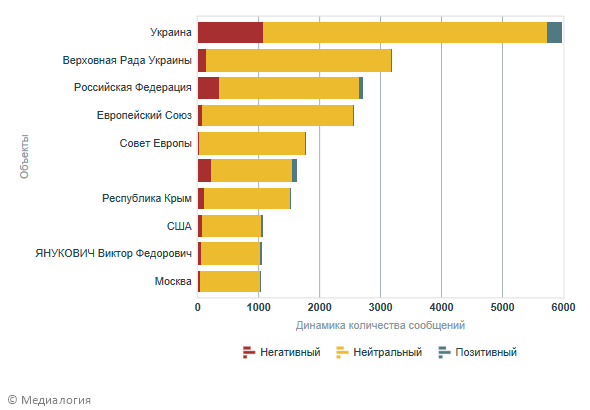 Украина
Верховная Рада Украины
Российская Федерация
Европейский Союз
Совет Европы
Республика Крым
США
ЯНУКОВИЧ Виктор Федорович
Москва
Объекты
0 1000 2000 3000 4000 5000 6000
Динамика количества сообщений
Негативный Нейтральный Позитивный
© Медиалогия